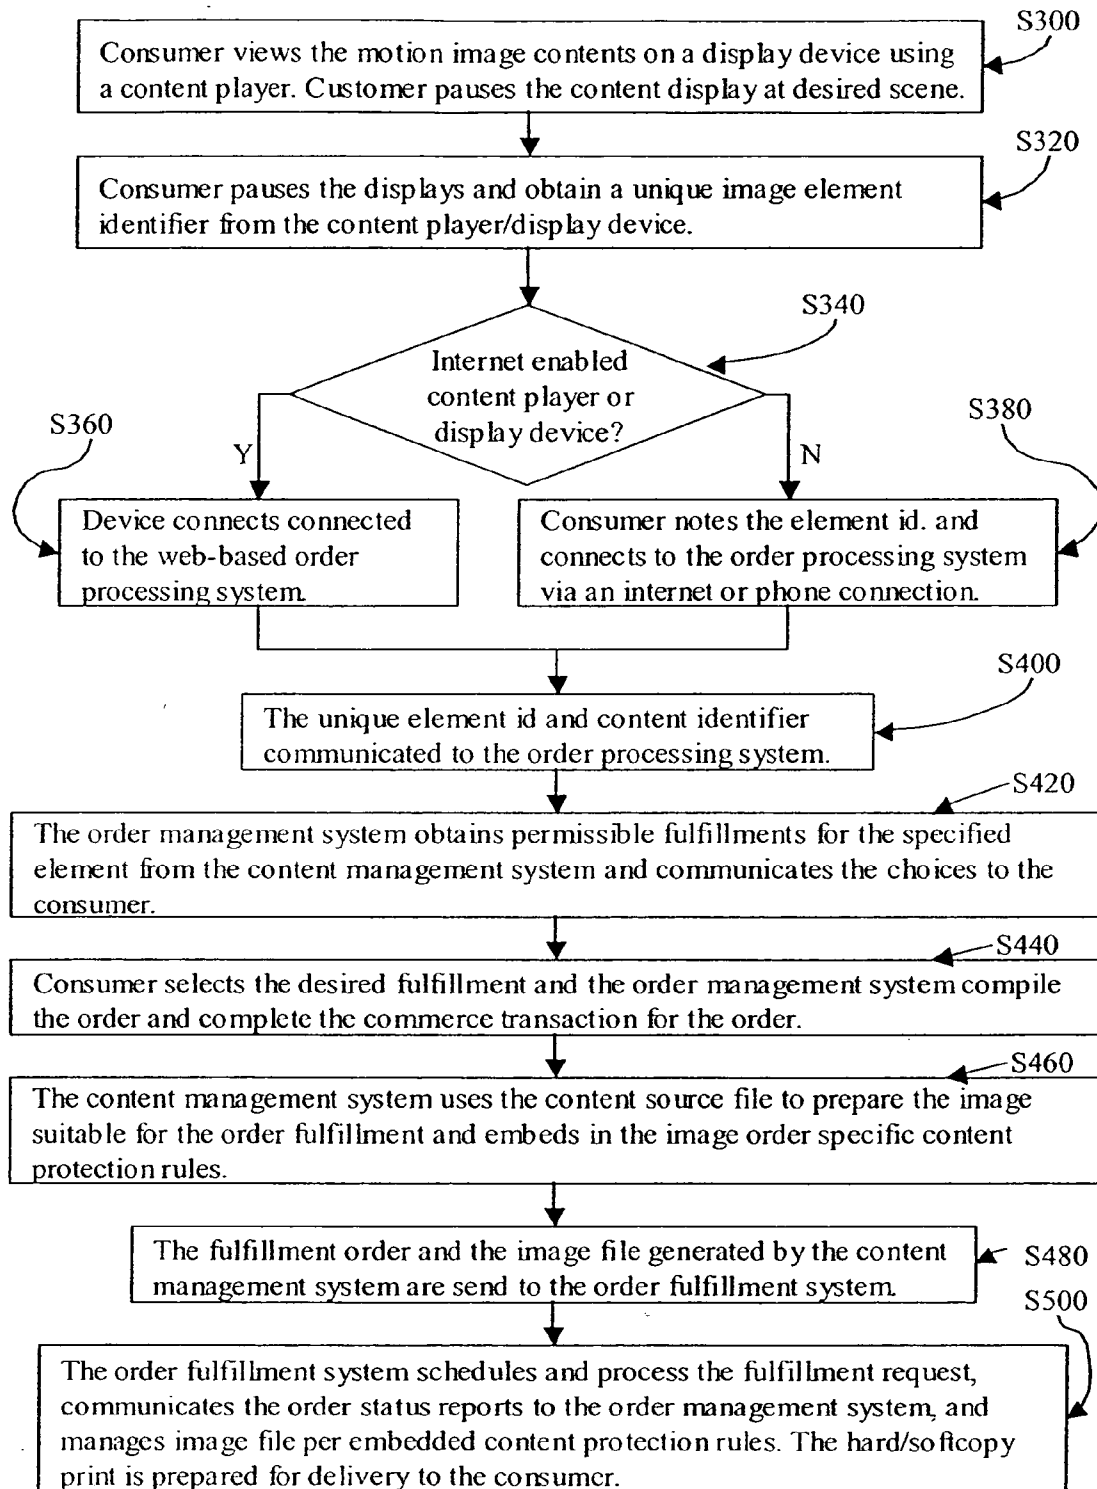 S300
Consumer views the motion image contents on a display device using
a content player. Customer pauses the content display at desired scene.
S320
Consumer pauses the displays and obtain a unique image element
identifier from the content player/display device.
S340
Internet enabled
content player or
display device?
S360
Y
N
S380
Device connects connected
to the web-based order
processing system.
Consumer notes the element id. and
connects to the order processing system
via an internet or phone connection.
S400
The unique element id and content identifier
communicated to the order processing system.
S420
The order management system obtains permissible fulfillments for the specified
element from the content management system and communicates the choices to the
consumer.
S440
Consumer selects the desired fulfillment and the order management system compile
the order and complete the commerce transaction for the order.
S460
The content management system uses the content source file to prepare the image
suitable for the order fulfillment and embeds in the image order specific content
protection rules.
The fulfillment order and the image file generated by the content
management system are send to the order fulfillment system.
S480
S500
The order fulfillment system schedules and process the fulfillment request,
communicates the order status reports to the order management system, and
manages image file per embedded content protection rules. The hard/softcopy
print is prepared for delivery to the consumer.